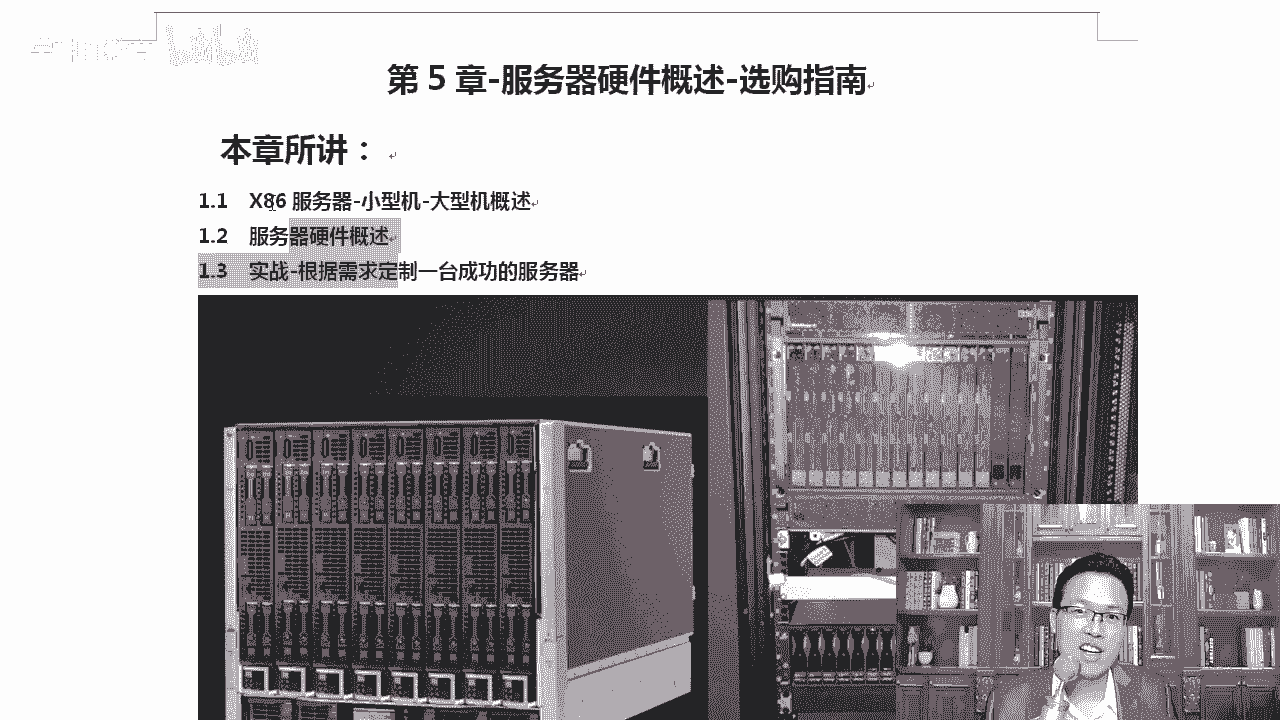 第 5 章-服务器硬件概述-选购指南
本章所讲：
1.1 X86 服务器-小型机-大型机概述
1.2 服务器硬件概述
1.3 实战-根据需求定制一台成功的服务器